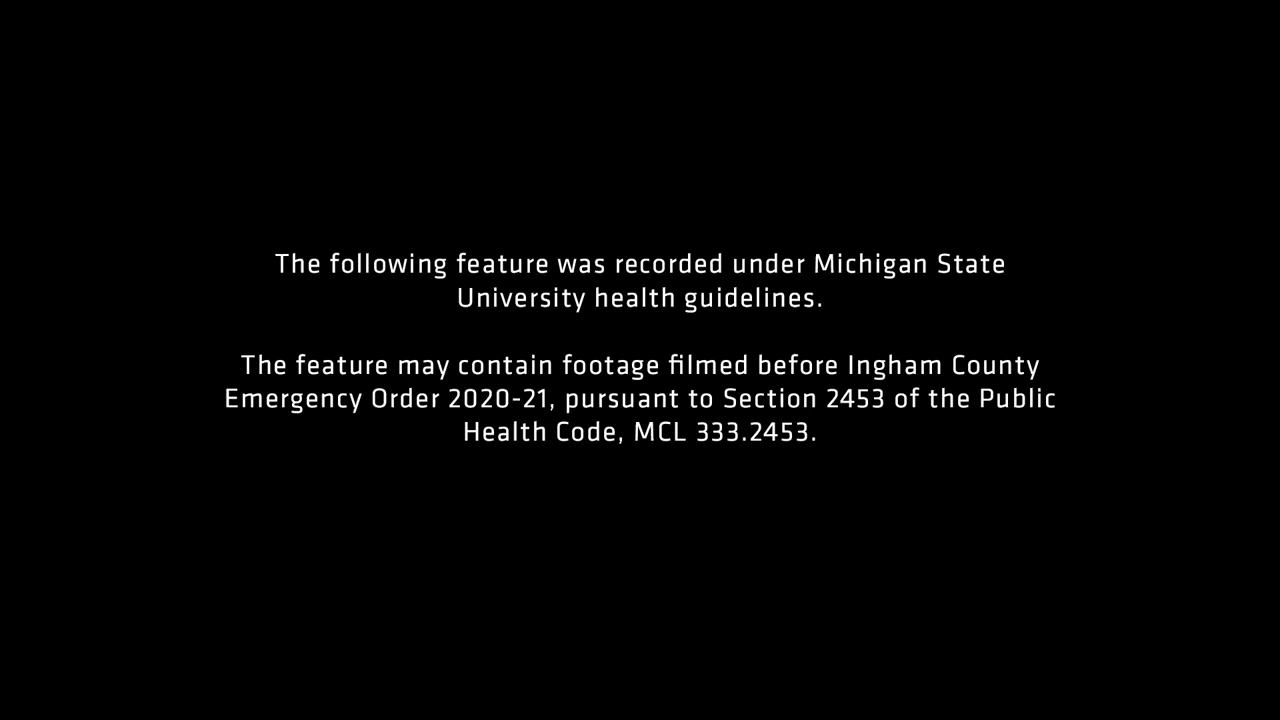 The following feature was recorded under Michigan State
University health guidelines.
The feature may contain footage filmed before Ingham County
Emergency Order 2020-21, pursuant to Section 2453 of the Public
Health Code, MCL 333.2453.